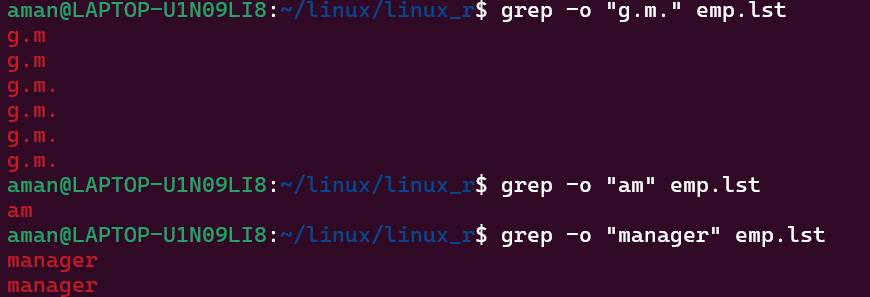 aman@LAPTOP-U1N09LI8:~/linux/linux_r$ grep -o "g.m." emp.lst
g.m
g.m
g.m.
g.m.
g.m.
g.m.
aman@LAPTOP-U1N09LI8:~/linux/linux_r$ grep -o "am" emp.lst
am
aman@LAPTOP-U1N09LI8:~/linux/linux_r$ grep -o "manager" emp.lst
manager
manager